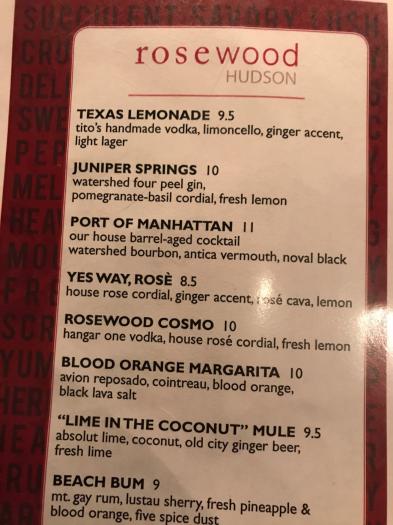 SUCCULENT SAVORY LUSH
rosewood
HUDSON
TEXAS LEMONADE 9.5
tito's handmade vodka, limoncello, ginger accent,
light lager
JUNIPER SPRINGS 10
watershed four peel gin,
pomegranate-basil cordial, fresh lemon
PORT OF MANHATTAN 11
our house barrel-aged cocktail
watershed bourbon, antica vermouth, noval black
YES WAY, ROSÈ 8.5
house rose cordial, ginger accent, rosé cava, lemon
ROSEWOOD COSMO 10
hangar one vodka, house rosé cordial, fresh lemon
BLOOD ORANGE MARGARITA 10
avion reposado, cointreau, blood orange,
black lava salt
"LIME IN THE COCONUT" MULE 9.5
absolut lime, coconut, old city ginger beer,
fresh lime
BEACH BUM 9
mt. gay rum, lustau sherry, fresh pineapple &
blood orange, five spice dust